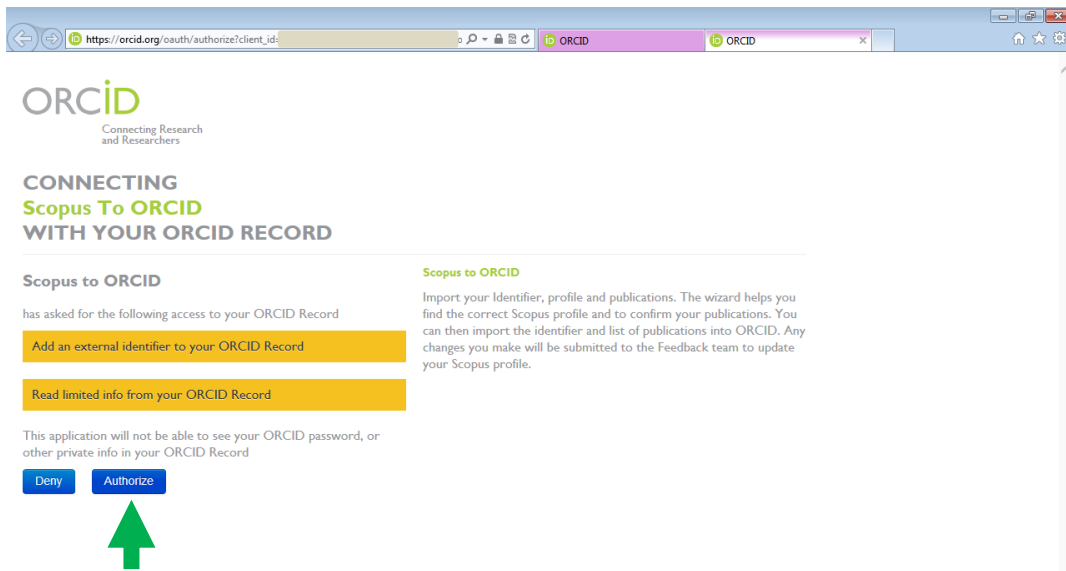 https://orcid.org/oauth/authorize?client_id=
ORCID
ORCID
ORCiD
Connecting Research
and Researchers
CONNECTING
Scopus To ORCID
WITH YOUR ORCID RECORD
Scopus to ORCID
has asked for the following access to your ORCID Record
Add an external identifier to your ORCID Record
Read limited info from your ORCID Record
This application will not be able to see your ORCID password, or
other private info in your ORCID Record
Deny
Authorize
Scopus to ORCID
Import your Identifier, profile and publications. The wizard helps you
find the correct Scopus profile and to confirm your publications. You
can then import the identifier and list of publications into ORCID. Any
changes you make will be submitted to the Feedback team to update
your Scopus profile.